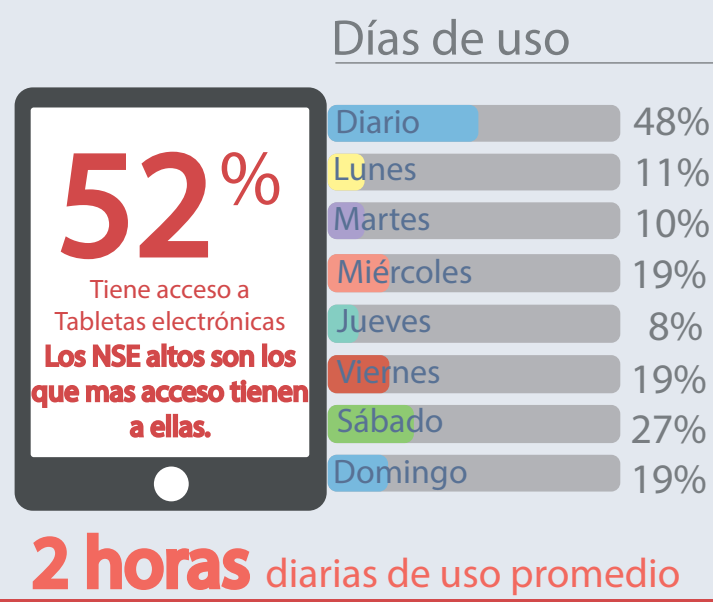 Días de uso
52%
Tiene acceso a
Tabletas electrónicas
Los NSE altos son los
que mas acceso tienen
a ellas.
Diario 48%
Lunes 11%
Martes 10%
Miércoles 19%
Jueves 8%
Viernes 19%
Sábado 27%
Domingo 19%
2 horas diarias de uso promedio